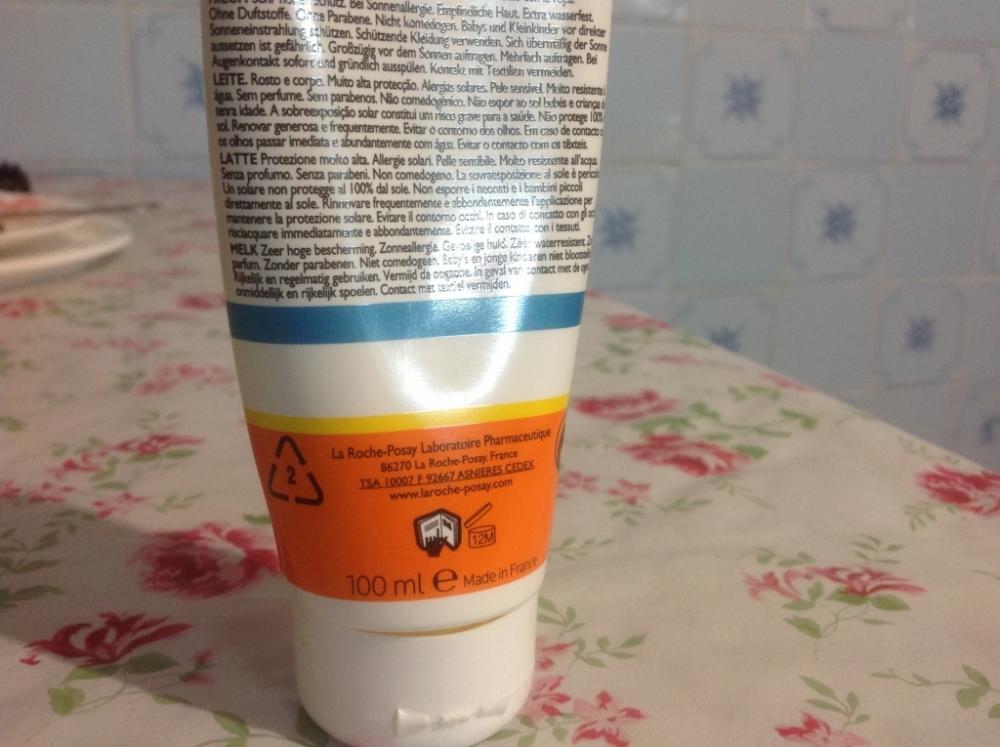 Schutz. Bei Sonnenallergie. Empfindliche Haut. Extra wasserfest.
Ohne Duftstoffe. Ohne Parabene. Nicht komedogen. Babys und Kleinkinder vor direkter
Sonneneinstrahlung schützen. Schützende Kleidung verwenden. Sich übermäßig der Sonne
aussetzen ist gefährlich. Großzügig vor dem Sonnen auftragen. Mehrfach auftragen. Bei
Augenkontakt sofort und gründlich ausspülen. Kontakt mit Textilien vermeiden.
LEITE. Rosto e corpo. Muito alta protecção. Alergias solares. Pele sensível. Muito resistente
água. Sem perfume. Sem parabenos. Não comedogénico. Não expor ao sol bebés e crianças
tenra idade. A sobreexposição solar constitui um risco grave para a saúde. Não protege 100%
sol. Renovar generosa e frequentemente. Evitar o contorno dos olhos. Em caso de contacto
os olhos passar imediata e abundantemente com água. Evitar o contacto com os têxteis.
LATTE Protezione molto alta. Allergie solari. Pelle sensibile. Molto resistente all'acqua
Senza profumo. Senza parabeni. Non comedogeno. La sovraesposizione al sole è
Un solare non protegge al 100% dal sole. Non esporre i neonati e i bambini piccoli
direttamente al sole. Rinnovare frequentemente e abbondantemente l'applicazione per
mantenere la protezione solare. Evitare il contorno occhi. In caso di contatto con gli
risciacquare immediatamente e abbondantemente. Evitare il contatto con i tessuti.
MELK Zeer hoge bescherming. Zonneallergie. Gevoelige huid. Zeer waterresistent.
parfum. Zonder parabenen. Niet comedogeen. Baby's en jonge kinderen niet
Rijkelijk en regelmatig gebruiken. Vermijd de oogzone. In geval van contact met de
onmiddellijk en rijkelijk spoelen. Contact met textiel vermijden.
2
La Roche-Posay Laboratoire Pharmaceutique
86270 La Roche-Posay. France
TSA 10007 F 92667 ASNIERES CEDEX
www.laroche-posay.com
12M
100 ml e Made in France